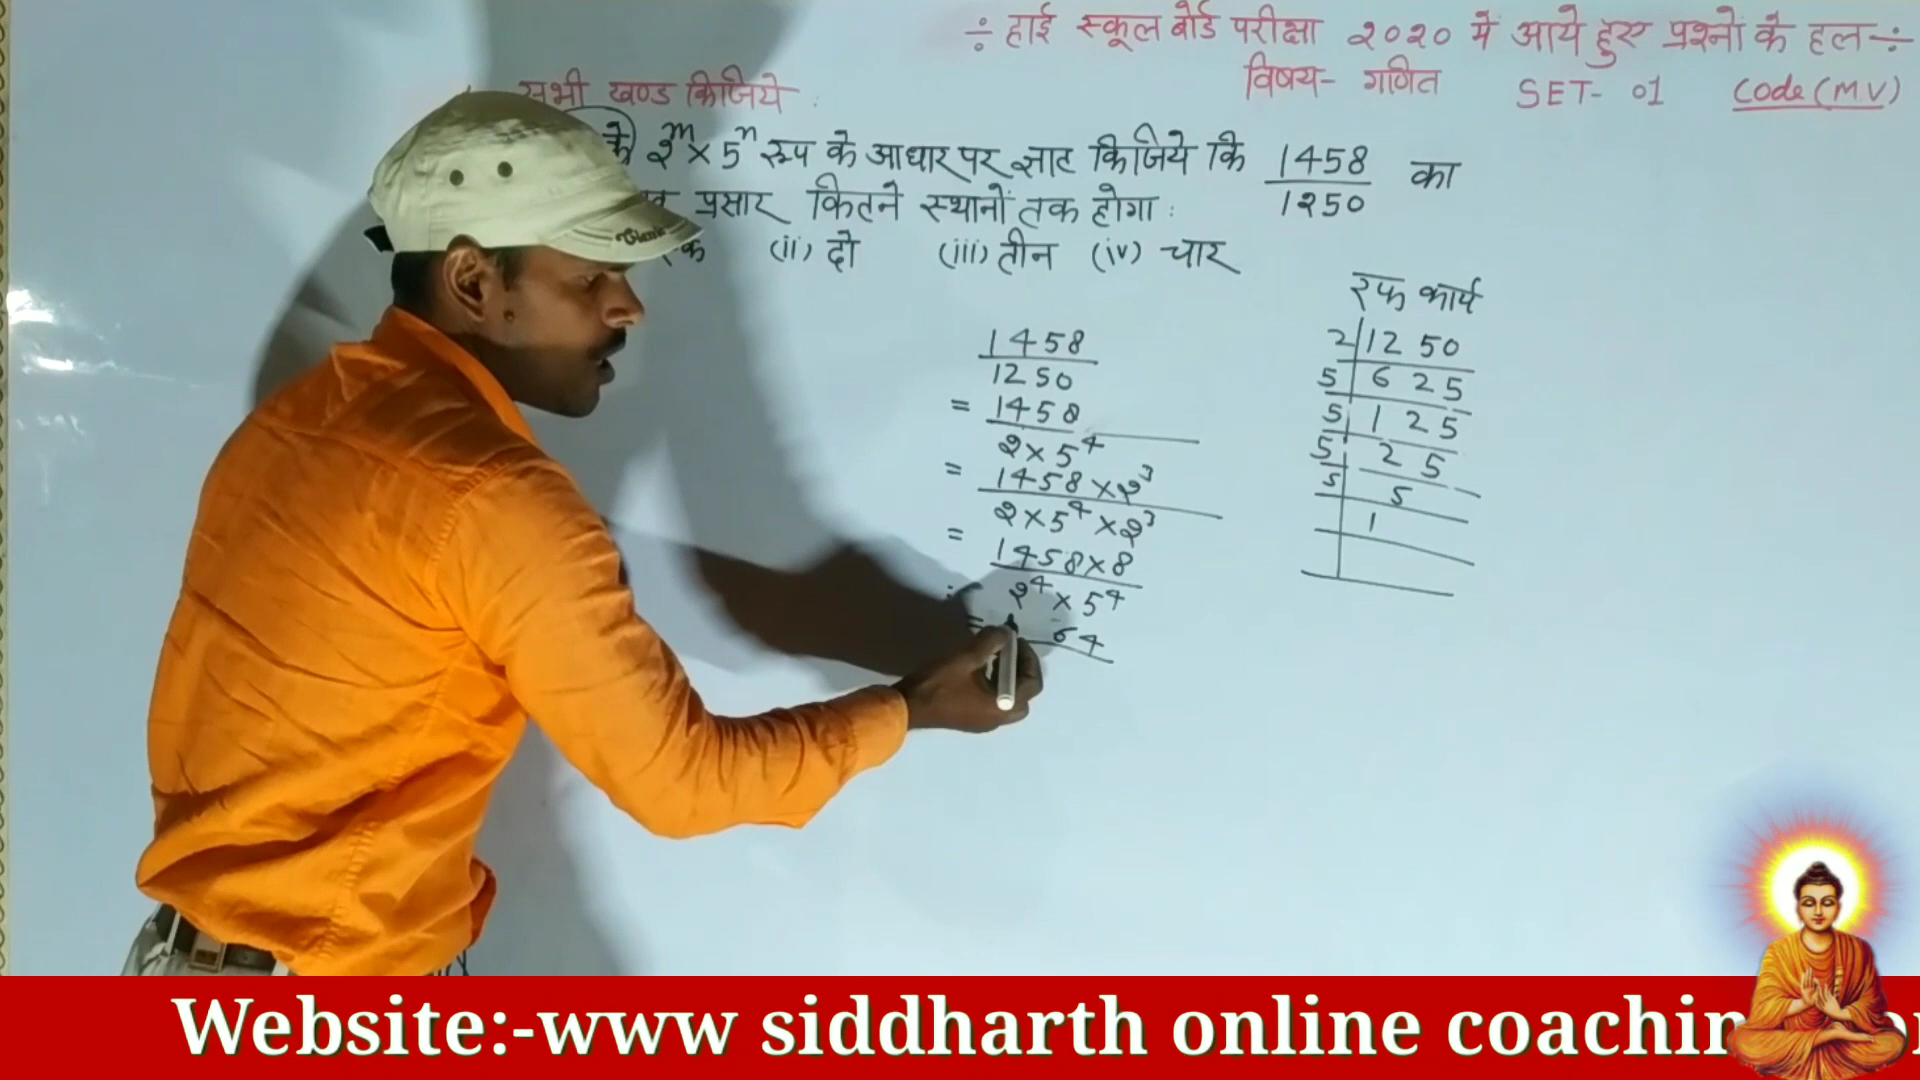 ÷ हाई स्कूल बोर्ड परीक्षा २०२० में आये हुए प्रश्नो के हल ÷
विषय- गणित SET- 01 Code (MV)
सभी खण्ड किजिये :
के 2^m × 5^n रूप के आधार पर ज्ञात किजिये कि 1458/1250 का
प्रसार कितने स्थानों तक होगा :
(ii) दो (iii) तीन (iv) चार
1458
1250
= 1458
2 × 5^4
= 1458 × 2^3
2 × 5^4 × 2^3
= 1458 × 8
2^4 × 5^4
= 64
रफ कार्य
2 | 1250
5 | 625
5 | 125
5 | 25
5 | 5
1
Classic
Website:-www siddharth online coachin